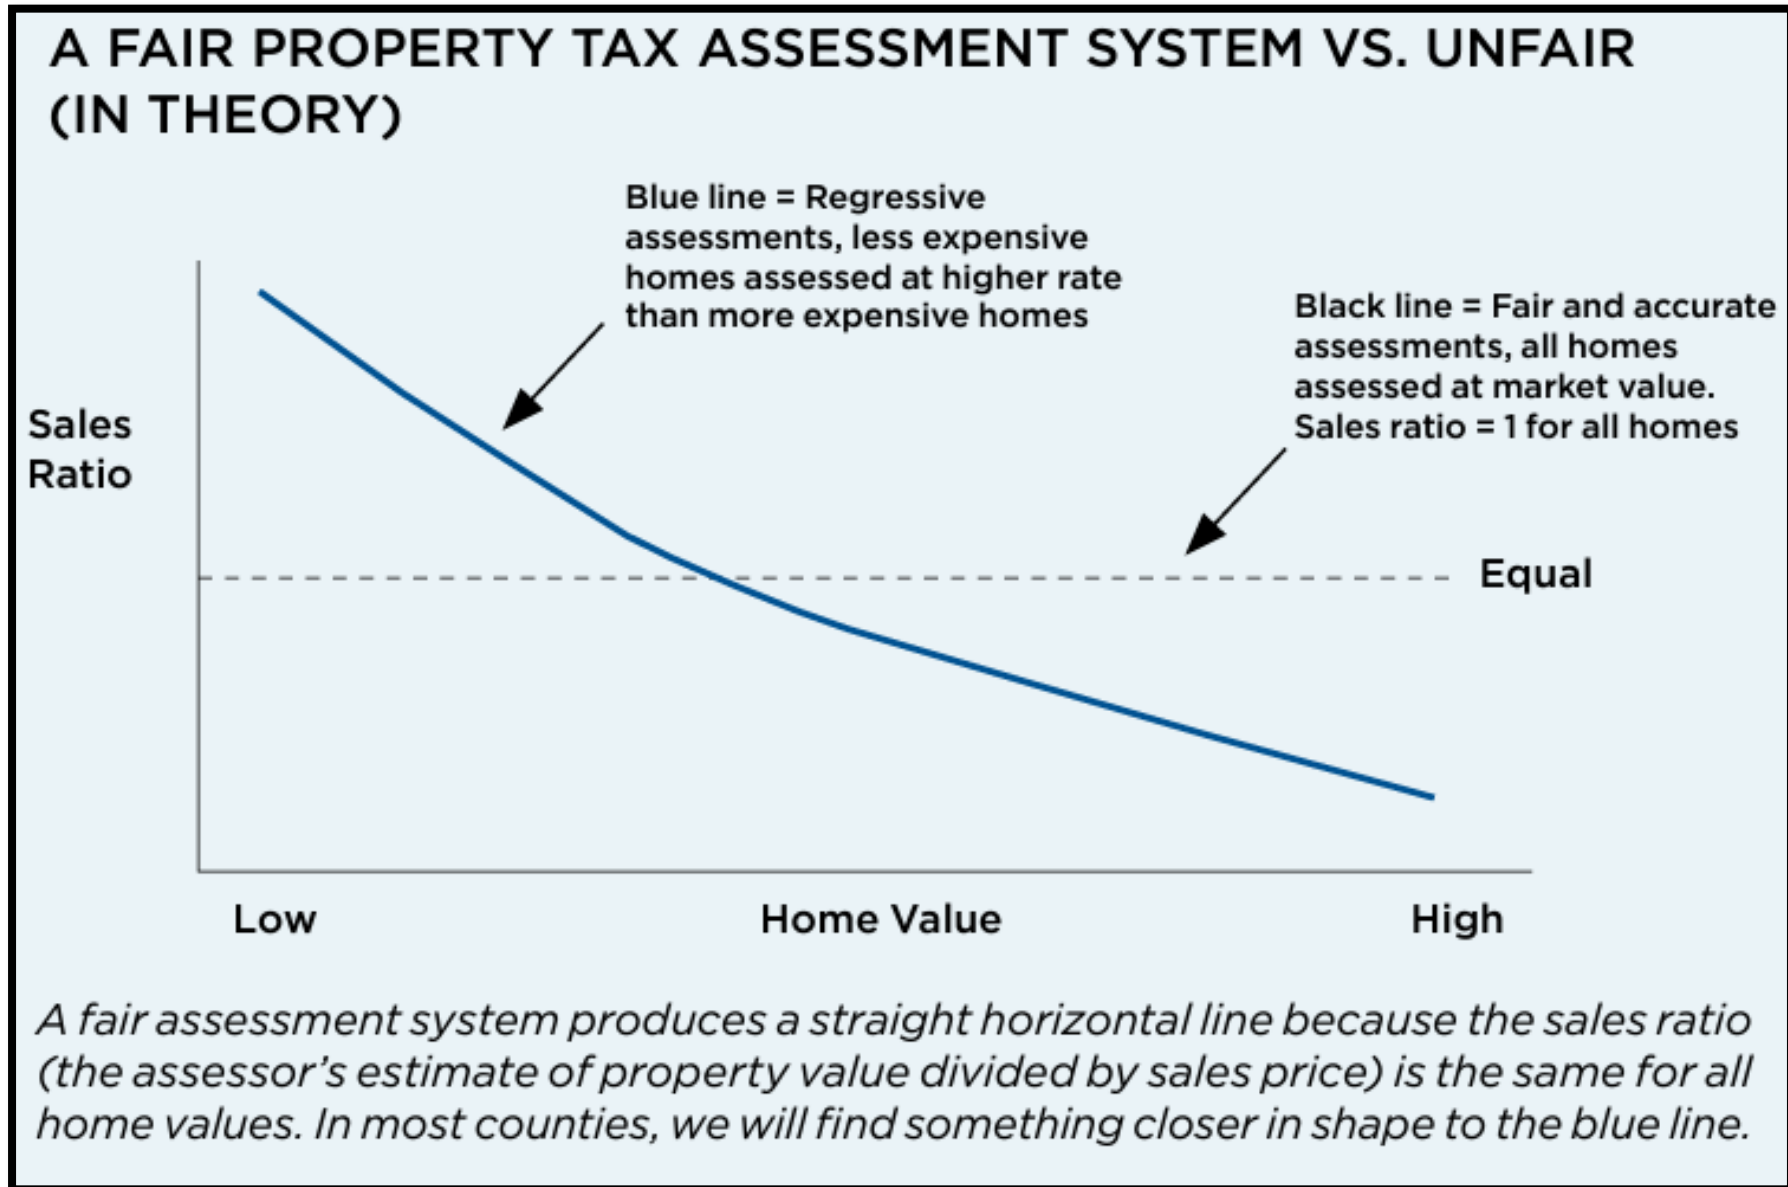 A FAIR PROPERTY TAX ASSESSMENT SYSTEM VS. UNFAIR
(IN THEORY)
Blue line = Regressive
assessments, less expensive
homes assessed at higher rate
than more expensive homes
Black line = Fair and accurate
assessments, all homes
assessed at market value.
Sales ratio = 1 for all homes
Sales
Ratio
Equal
Low
Home Value
High
A fair assessment system produces a straight horizontal line because the sales ratio
(the assessor’s estimate of property value divided by sales price) is the same for all
home values. In most counties, we will find something closer in shape to the blue line.